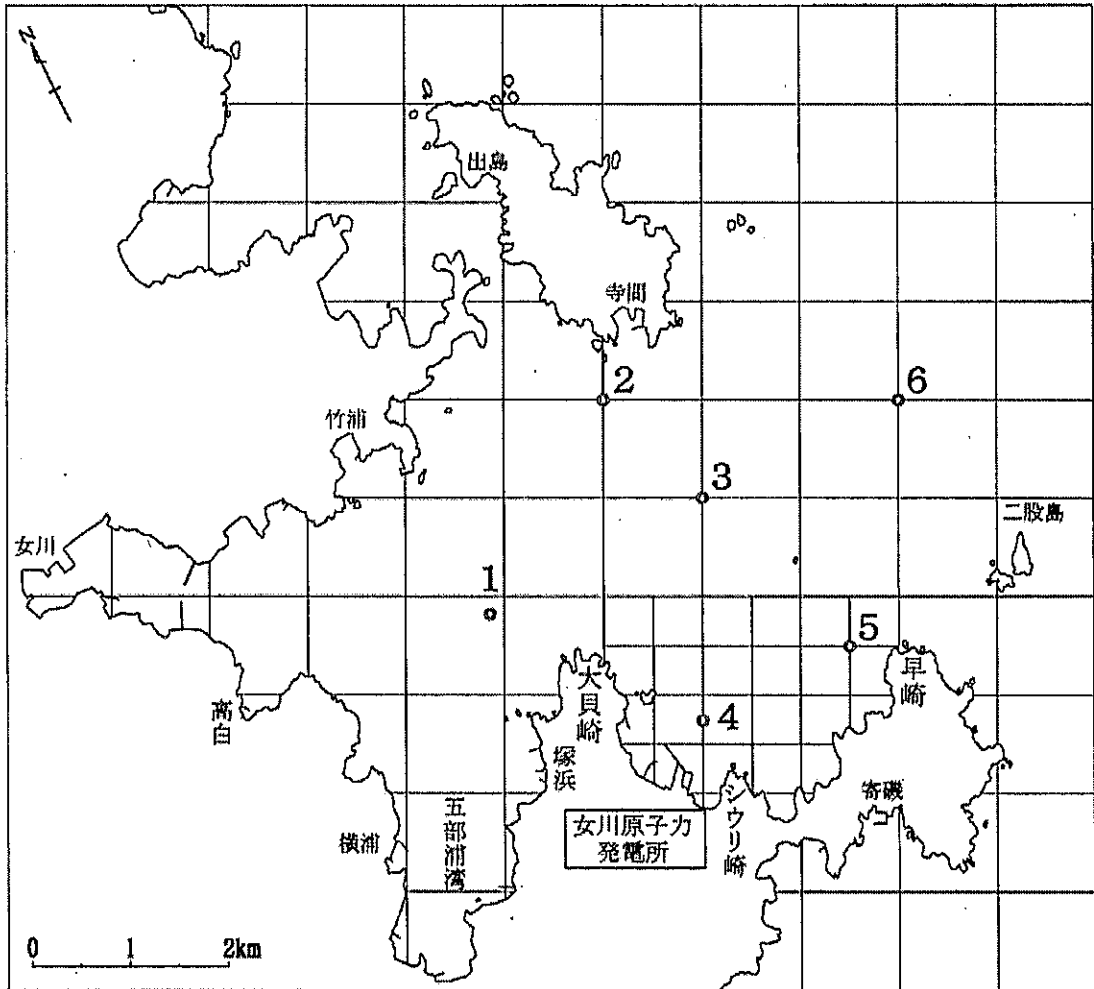 N
出島
寺間
2
6
竹浦
3
二股島
女川
1
5
大貝崎
早崎
4
高白
塚浜
寄磯
五部浦湾
シウリ崎
横浦
女川原子力
発電所
0 1 2km